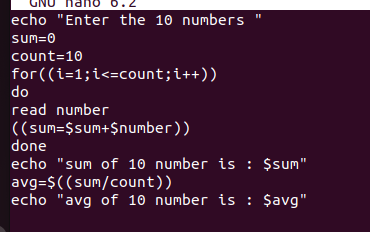 GNU nano 6.2
echo "Enter the 10 numbers "
sum=0
count=10
for((i=1;i<=count;i++))
do
read number
((sum=$sum+$number))
done
echo "sum of 10 number is : $sum"
avg=$((sum/count))
echo "avg of 10 number is : $avg"